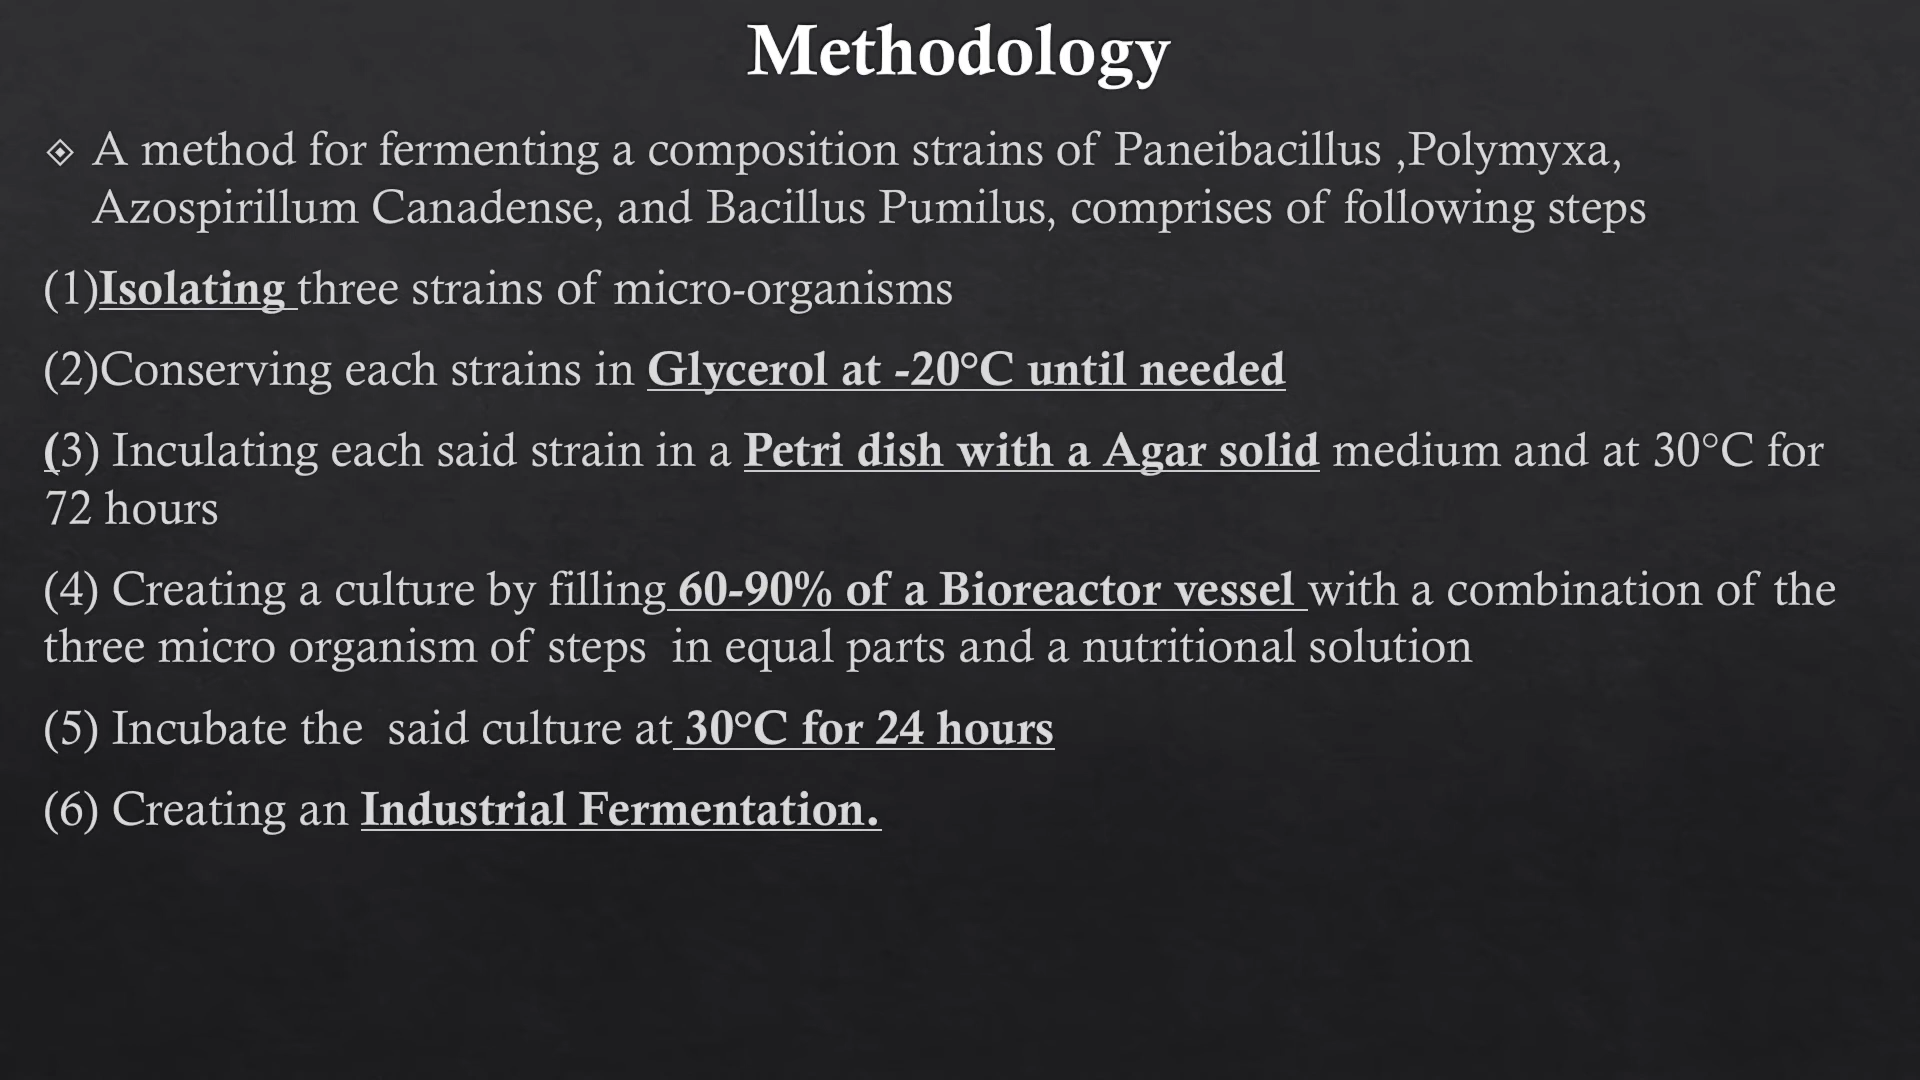 Methodology
A method for fermenting a composition strains of Paneibacillus ,Polymyxa,
Azospirillum Canadense, and Bacillus Pumilus, comprises of following steps
(1)Isolating three strains of micro-organisms
(2)Conserving each strains in Glycerol at -20°C until needed
(3) Inculating each said strain in a Petri dish with a Agar solid medium and at 30°C for
72 hours
(4) Creating a culture by filling 60-90% of a Bioreactor vessel with a combination of the
three micro organism of steps  in equal parts and a nutritional solution
(5) Incubate the  said culture at 30°C for 24 hours
(6) Creating an Industrial Fermentation.